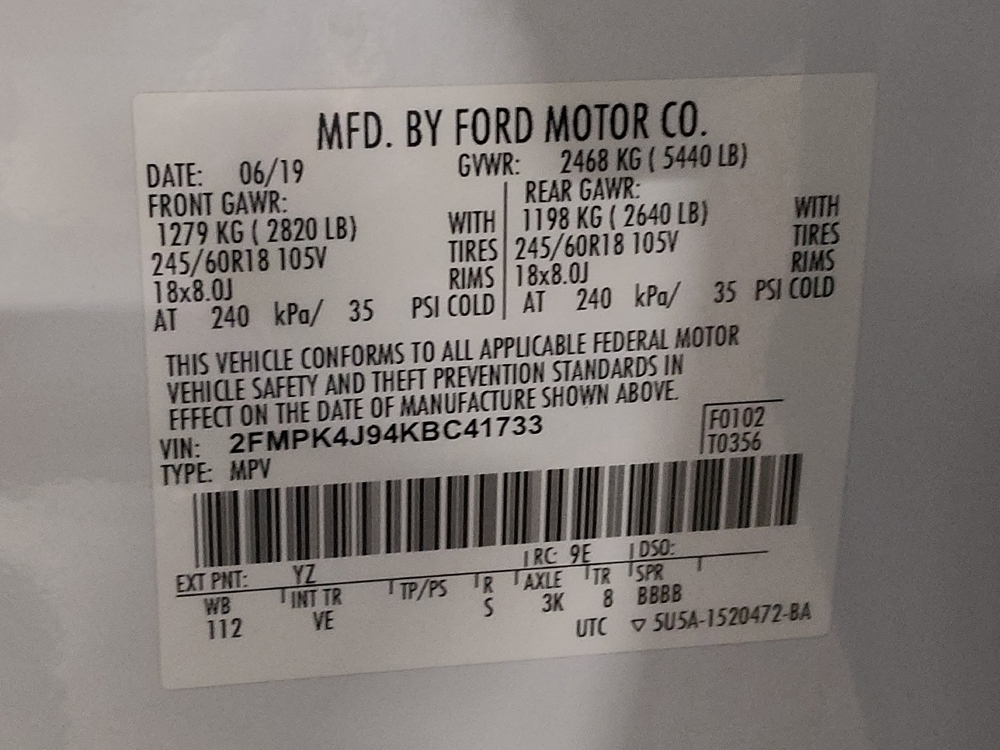 MFD. BY FORD MOTOR CO.
DATE: 06/19 GVWR: 2468 KG ( 5440 LB)
FRONT GAWR: REAR GAWR:
1279 KG ( 2820 LB) WITH 1198 KG ( 2640 LB) WITH
245/60R18 105V TIRES 245/60R18 105V TIRES
18x8.0J RIMS 18x8.0J RIMS
AT 240 kPa/ 35 PSI COLD AT 240 kPa/ 35 PSI COLD
THIS VEHICLE CONFORMS TO ALL APPLICABLE FEDERAL MOTOR
VEHICLE SAFETY AND THEFT PREVENTION STANDARDS IN
EFFECT ON THE DATE OF MANUFACTURE SHOWN ABOVE.
VIN: 2FMPK4J94KBC41733 F0102
TYPE: MPV T0356
EXT PNT: YZ RC: 9E DSO:
WB INT TR TP/PS R AXLE TR SPR
112 VE S 3K 8 BBBB
UTC ▽ 5U5A-1520472-BA